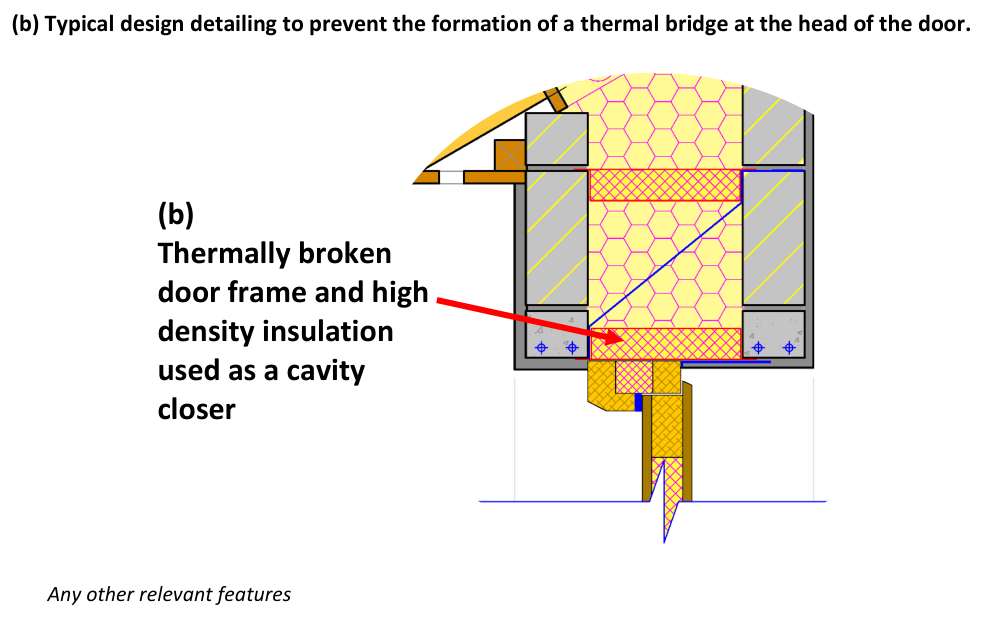 (b) Typical design detailing to prevent the formation of a thermal bridge at the head of the door.
(b)
Thermally broken
door frame and high
density insulation
used as a cavity
closer
Any other relevant features